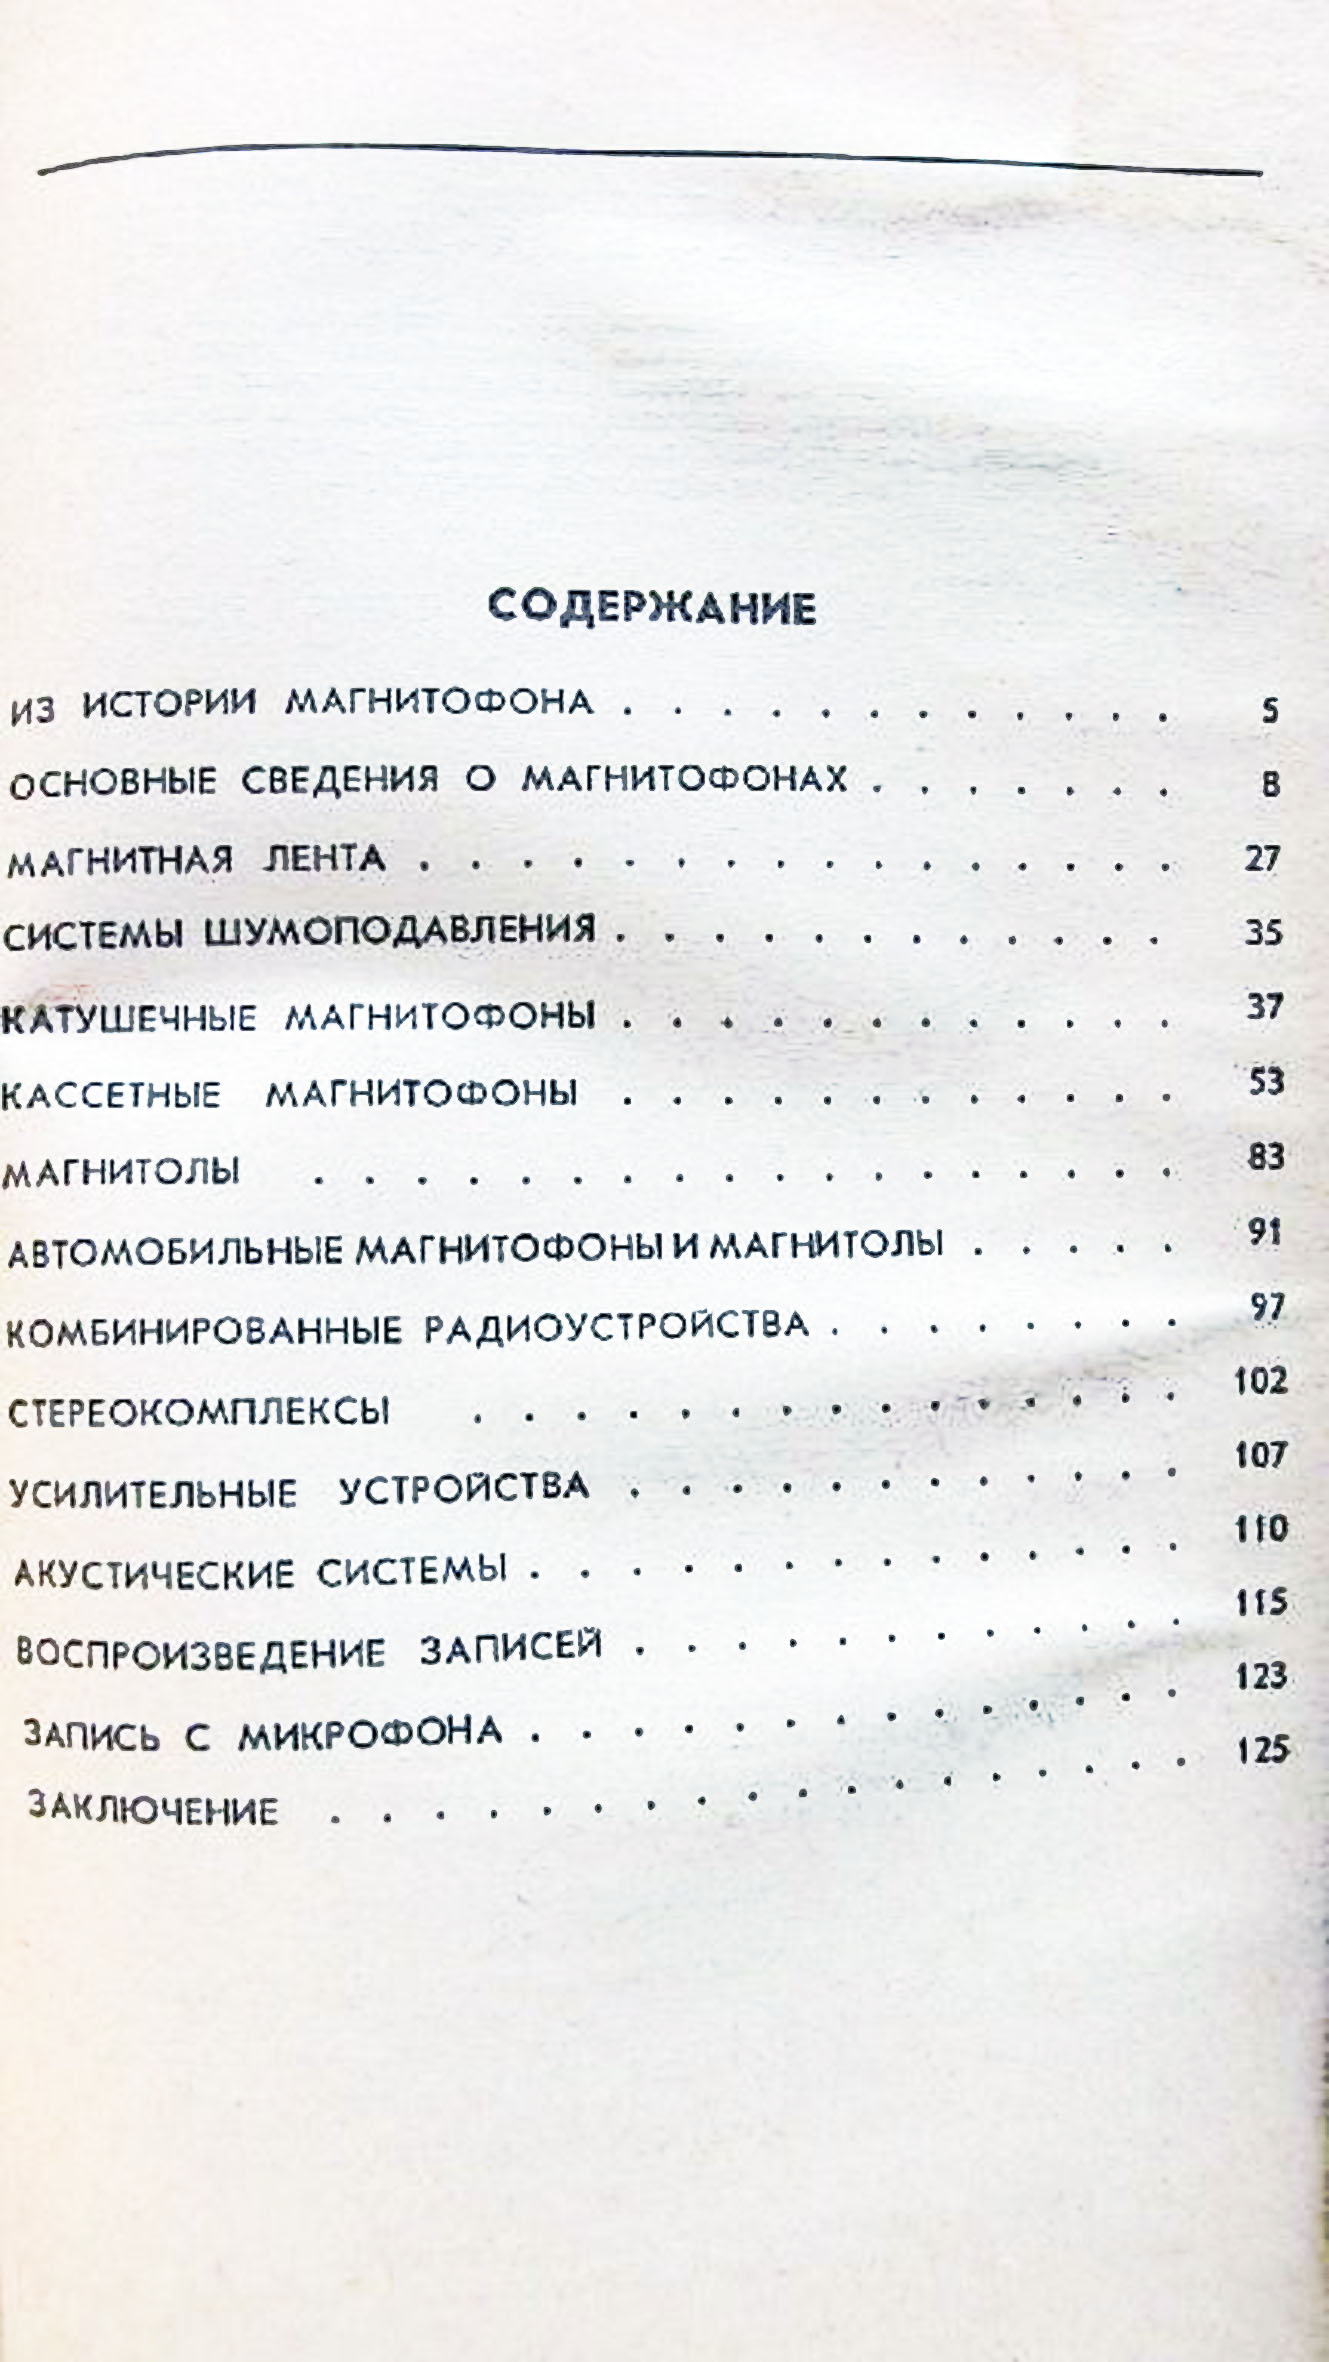 СОДЕРЖАНИЕ
ИЗ ИСТОРИИ МАГНИТОФОНА . . . . . . . . . . . . 5
ОСНОВНЫЕ СВЕДЕНИЯ О МАГНИТОФОНАХ . . . . . . . 8
МАГНИТНАЯ ЛЕНТА . . . . . . . . . . . . . . . . 27
СИСТЕМЫ ШУМОПОДАВЛЕНИЯ . . . . . . . . . . . . 35
КАТУШЕЧНЫЕ МАГНИТОФОНЫ . . . . . . . . . . . . 37
КАССЕТНЫЕ МАГНИТОФОНЫ . . . . . . . . . . . . 53
МАГНИТОЛЫ . . . . . . . . . . . . . . . . . . 83
АВТОМОБИЛЬНЫЕ МАГНИТОФОНЫ И МАГНИТОЛЫ . . . . . 91
КОМБИНИРОВАННЫЕ РАДИОУСТРОЙСТВА . . . . . . . . 97
СТЕРЕОКОМПЛЕКСЫ . . . . . . . . . . . . . . . 102
УСИЛИТЕЛЬНЫЕ УСТРОЙСТВА . . . . . . . . . . . . 107
АКУСТИЧЕСКИЕ СИСТЕМЫ . . . . . . . . . . . . . . 110
ВОСПРОИЗВЕДЕНИЕ ЗАПИСЕЙ . . . . . . . . . . . . 115
ЗАПИСЬ С МИКРОФОНА . . . . . . . . . . . . . . 123
ЗАКЛЮЧЕНИЕ . . . . . . . . . . . . . . . . . . 125